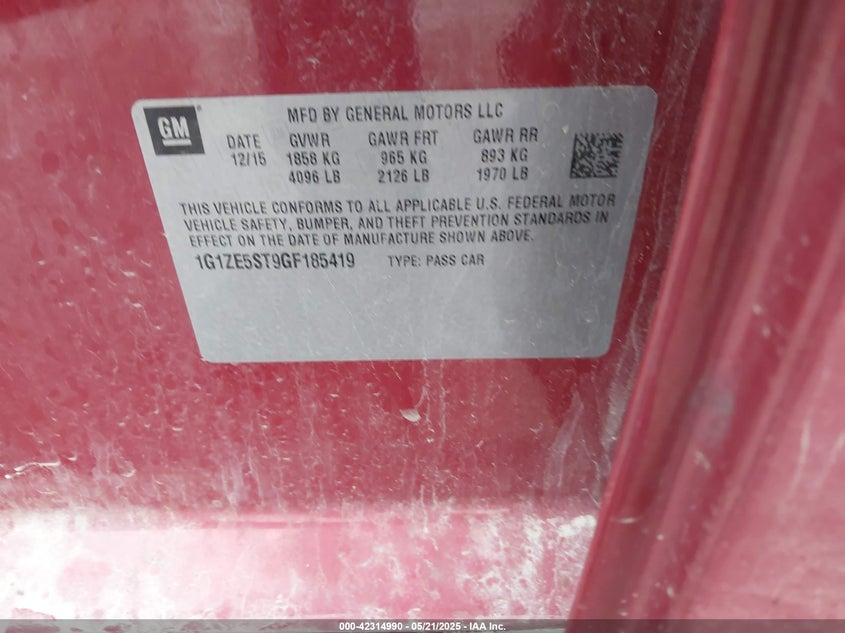 GM
MFD BY GENERAL MOTORS LLC
DATE GVWR GAWR FRT GAWR RR
12/15 1858 KG 965 KG 893 KG
4096 LB 2126 LB 1970 LB
THIS VEHICLE CONFORMS TO ALL APPLICABLE U.S. FEDERAL MOTOR
VEHICLE SAFETY, BUMPER, AND THEFT PREVENTION STANDARDS IN
EFFECT ON THE DATE OF MANUFACTURE SHOWN ABOVE.
1G1ZE5ST9GF185419 TYPE: PASS CAR
000-42314990 - 05/21/2025 - IAA Inc.